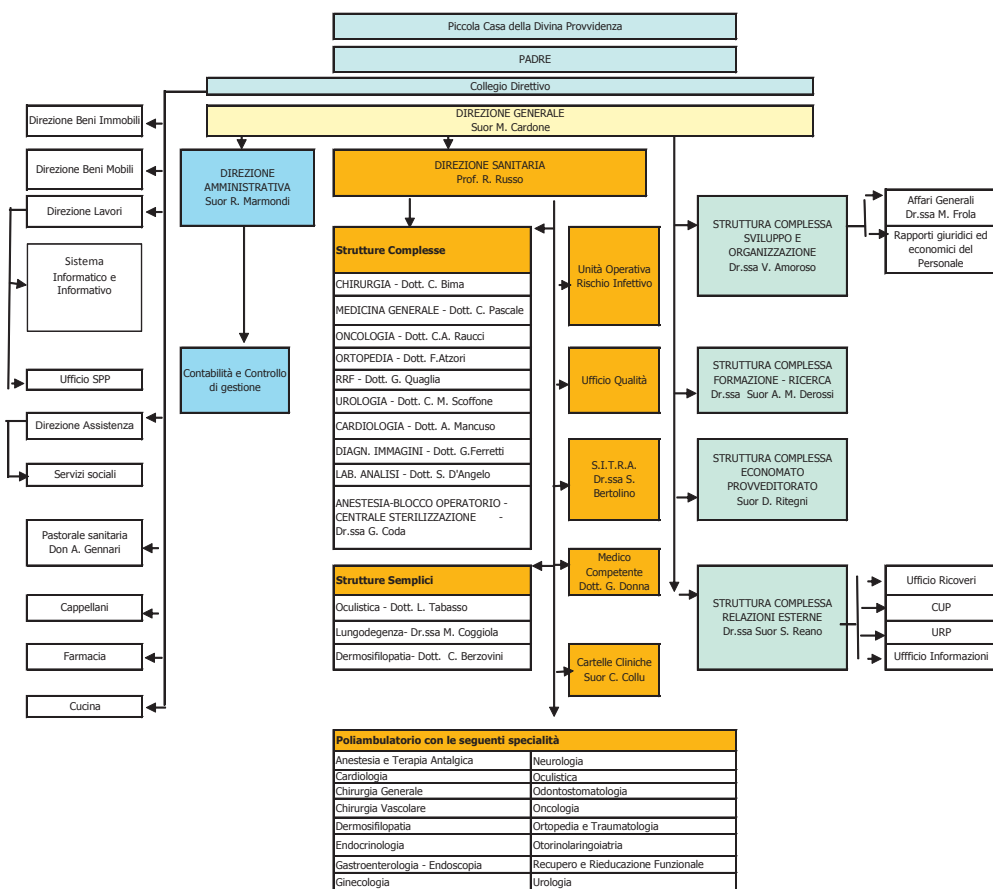 Piccola Casa della Divina Provvidenza
PADRE
Collegio Direttivo
DIREZIONE GENERALE
Suor M. Cardone
Direzione Beni Immobili
Direzione Beni Mobili
Direzione Lavori
Sistema
Informatico e
Informativo
Ufficio SPP
Direzione Assistenza
Servizi sociali
Pastorale sanitaria
Don A. Gennari
Cappellani
Farmacia
Cucina
DIREZIONE
AMMINISTRATIVA
Suor R. Marmondi
Contabilità e Controllo
di gestione
DIREZIONE SANITARIA
Prof. R. Russo
Strutture Complesse
CHIRURGIA - Dott. C. Bima
MEDICINA GENERALE - Dott. C. Pascale
ONCOLOGIA - Dott. C.A. Raucci
ORTOPEDIA - Dott. F.Atzori
RRF - Dott. G. Quaglia
UROLOGIA - Dott. C. M. Scoffone
CARDIOLOGIA - Dott. A. Mancuso
DIAGN. IMMAGINI - Dott. G.Ferretti
LAB. ANALISI - Dott. S. D'Angelo
ANESTESIA-BLOCCO OPERATORIO -
CENTRALE STERILIZZAZIONE -
Dr.ssa G. Coda
Strutture Semplici
Oculistica - Dott. L. Tabasso
Lungodegenza- Dr.ssa M. Coggiola
Dermosifilopatia- Dott. C. Berzovini
Unità Operativa
Rischio Infettivo
Ufficio Qualità
S.I.T.R.A.
Dr.ssa S.
Bertolino
Medico
Competente
Dott. G. Donna
Cartelle Cliniche
Suor C. Collu
STRUTTURA COMPLESSA
SVILUPPO E
ORGANIZZAZIONE
Dr.ssa V. Amoroso
Affari Generali
Dr.ssa M. Frola
Rapporti giuridici ed
economici del
Personale
STRUTTURA COMPLESSA
FORMAZIONE - RICERCA
Dr.ssa Suor A. M. Derossi
STRUTTURA COMPLESSA
ECONOMATO
PROVVEDITORATO
Suor D. Ritegni
STRUTTURA COMPLESSA
RELAZIONI ESTERNE
Dr.ssa Suor S. Reano
Ufficio Ricoveri
CUP
URP
Uffficio Informazioni
Poliambulatorio con le seguenti specialità
Anestesia e Terapia Antalgica
Neurologia
Cardiologia
Oculistica
Chirurgia Generale
Odontostomatologia
Chirurgia Vascolare
Oncologia
Dermosifilopatia
Ortopedia e Traumatologia
Endocrinologia
Otorinolaringoiatria
Gastroenterologia - Endoscopia
Recupero e Rieducazione Funzionale
Ginecologia
Urologia